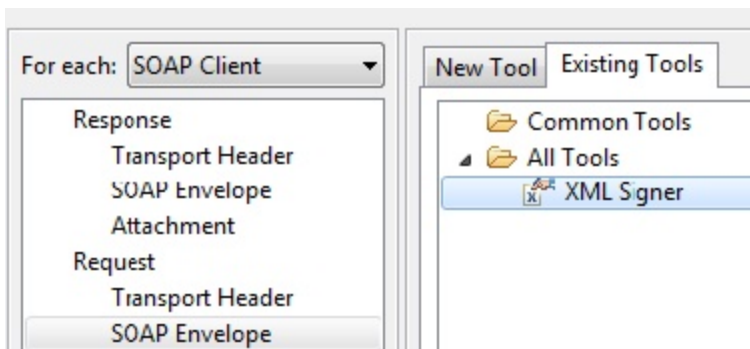 For each: SOAP Client
Response
Transport Header
SOAP Envelope
Attachment
Request
Transport Header
SOAP Envelope
New Tool Existing Tools
Common Tools
All Tools
XML Signer